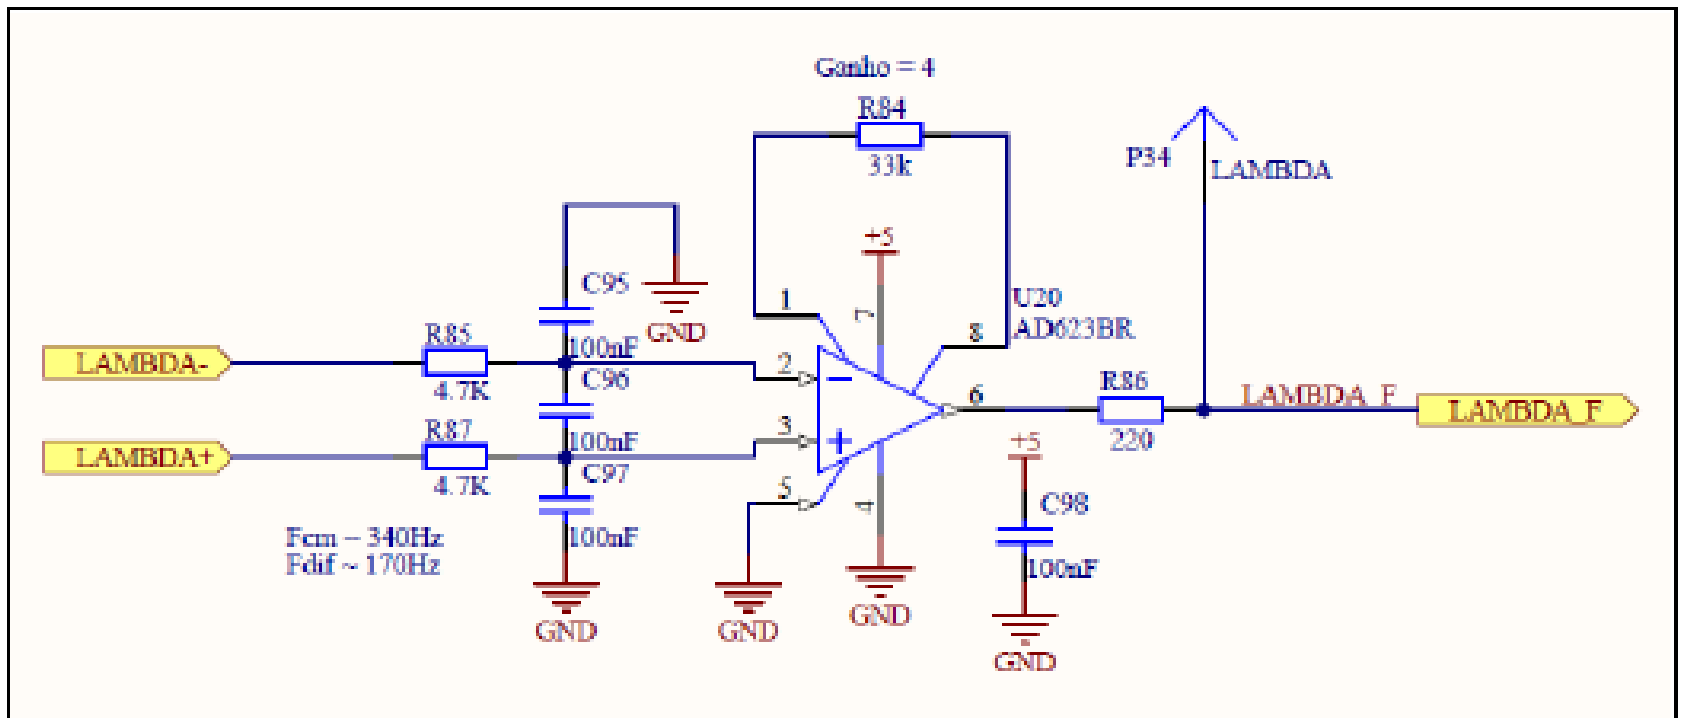 Ganho = 4
R84
33k
P34
LAMBDA
+5
C95
GND
100nF
1
7
U20
AD623BR
8
LAMBDA-
R85
4.7K
2
C96
100nF
6
R86
220
LAMBDA_F
LAMBDA_F
LAMBDA+
R87
4.7K
3
C97
100nF
5
4
+5
C98
100nF
Fcm ~ 340Hz
Fdif ~ 170Hz
GND
GND
GND
GND